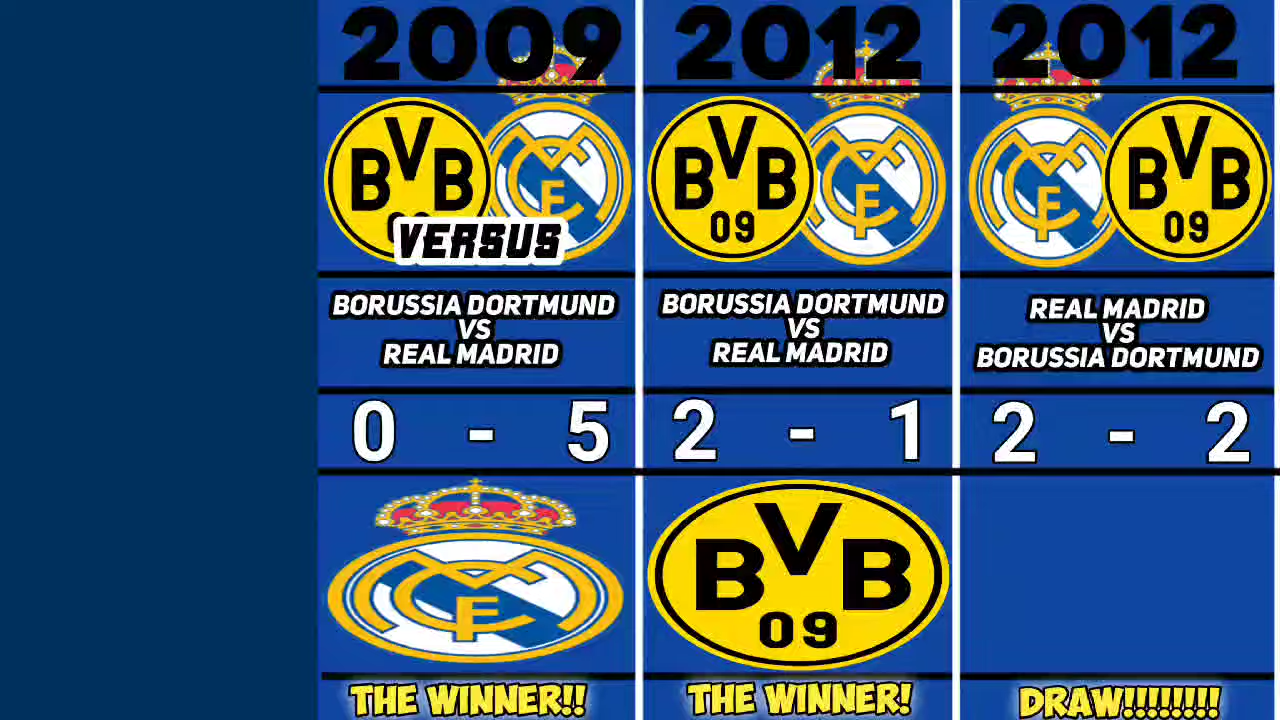 2009
BVB
09
VERSUS
BORUSSIA DORTMUND
VS
REAL MADRID
0 - 5
THE WINNER!!
2012
BVB
09
BORUSSIA DORTMUND
VS
REAL MADRID
2 - 1
BVB
09
THE WINNER!
2012
BVB
09
REAL MADRID
VS
BORUSSIA DORTMUND
2 - 2
DRAW!!!!!!!!